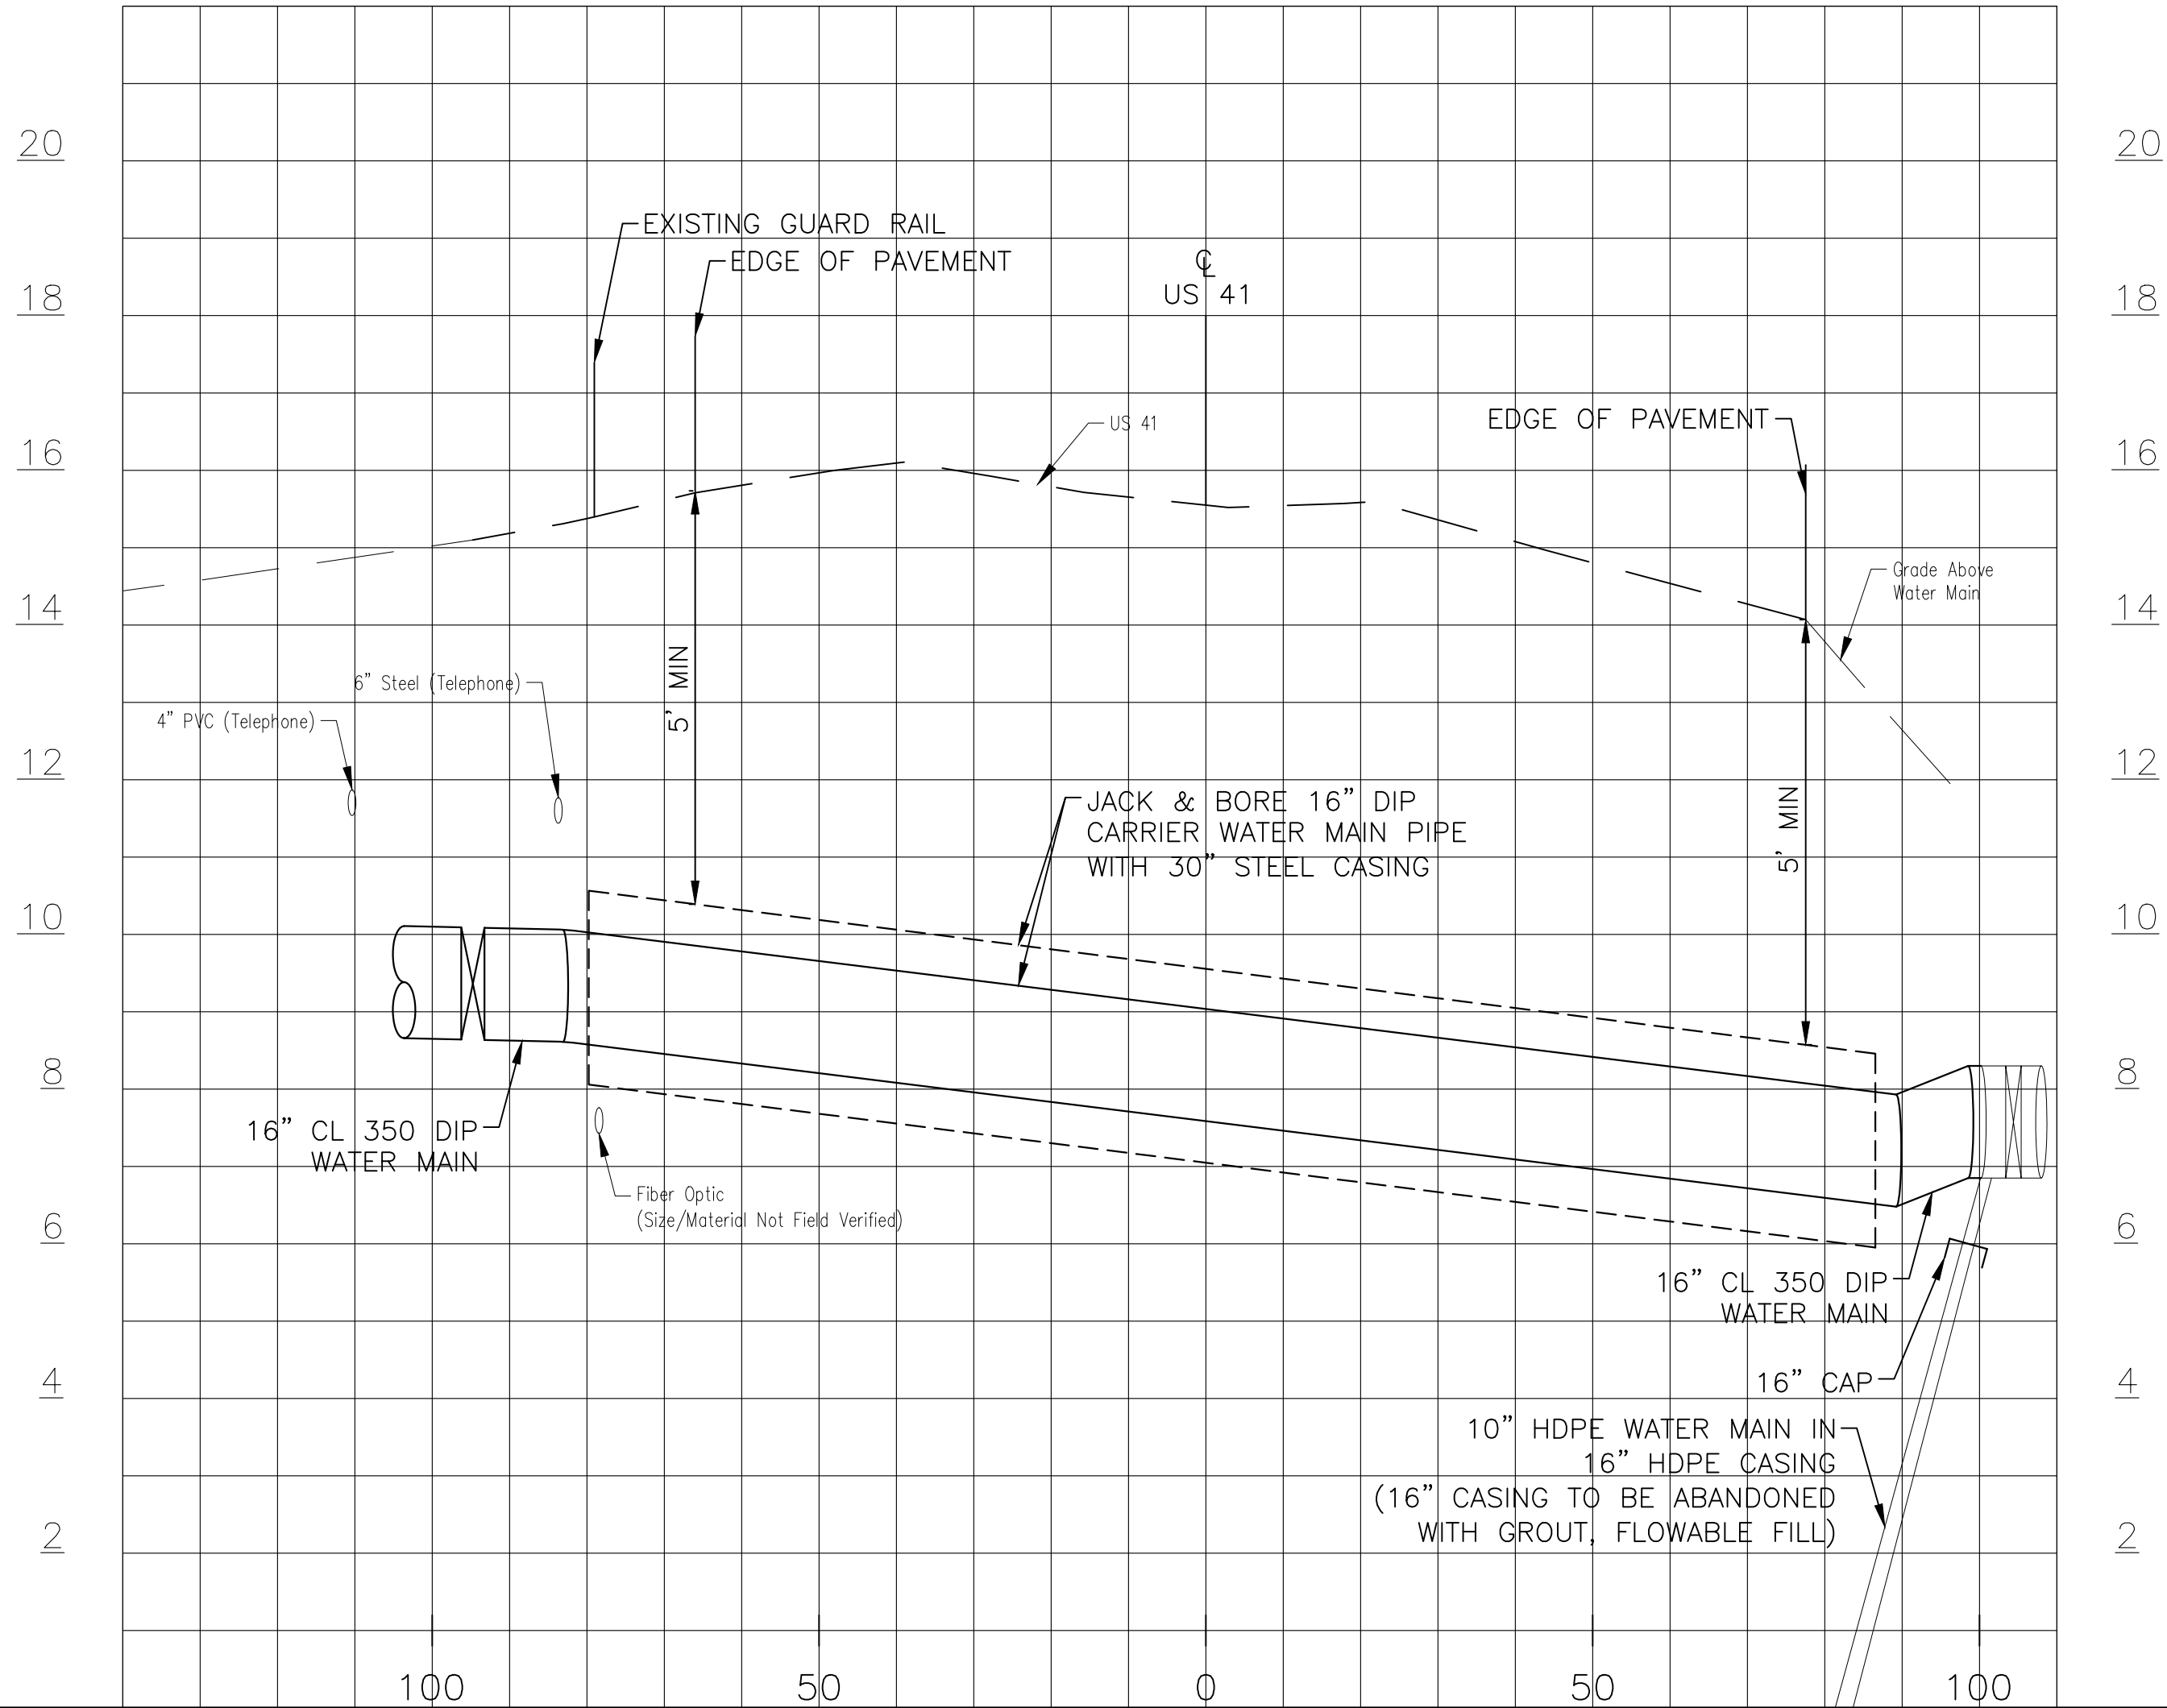 20
20
EXISTING GUARD RAIL
EDGE OF PAVEMENT
℄
US 41
18
18
US 41
EDGE OF PAVEMENT
16
16
Grade Above
Water Main
14
14
5' MIN
6" Steel (Telephone)
4" PVC (Telephone)
12
12
JACK & BORE 16" DIP
CARRIER WATER MAIN PIPE
WITH 30" STEEL CASING
5' MIN
10
10
8
8
16" CL 350 DIP
WATER MAIN
Fiber Optic
(Size/Material Not Field Verified)
6
6
16" CL 350 DIP
WATER MAIN
4
4
16" CAP
10" HDPE WATER MAIN IN
16" HDPE CASING
(16" CASING TO BE ABANDONED
WITH GROUT, FLOWABLE FILL)
2
2
100 50 0 50 100